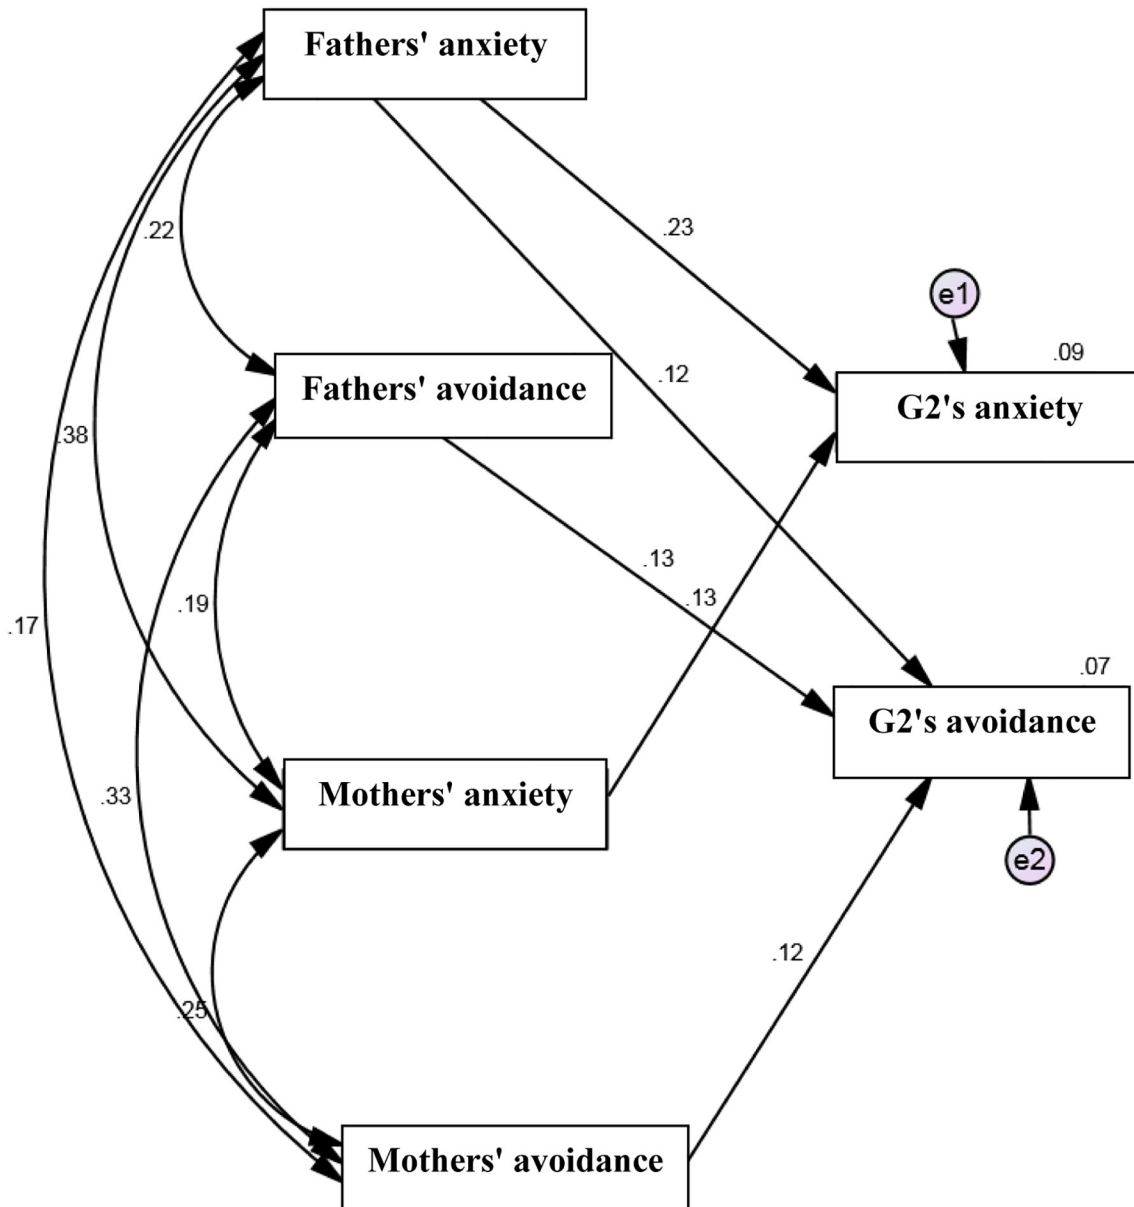 Fathers' anxiety
.22
.23
e1
.09
.12
Fathers' avoidance
G2's anxiety
.38
.13
.13
.19
.17
.07
G2's avoidance
Mothers' anxiety
.33
e2
.12
.25
Mothers' avoidance